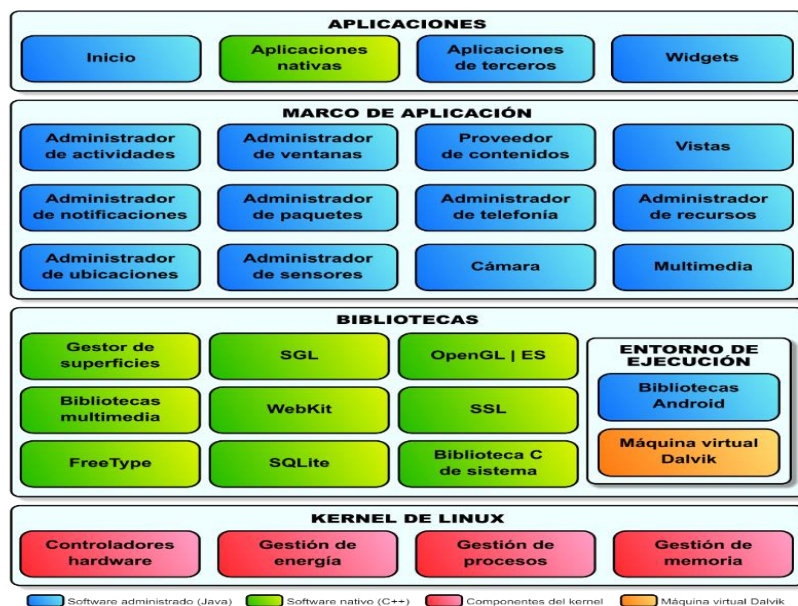 APLICACIONES
Inicio
Aplicaciones
nativas
Aplicaciones
de terceros
Widgets
MARCO DE APLICACIÓN
Administrador
de actividades
Administrador
de ventanas
Proveedor
de contenidos
Vistas
Administrador
de notificaciones
Administrador
de paquetes
Administrador
de telefonía
Administrador
de recursos
Administrador
de ubicaciones
Administrador
de sensores
Cámara
Multimedia
BIBLIOTECAS
Gestor de
superficies
SGL
OpenGL | ES
Bibliotecas
multimedia
WebKit
SSL
FreeType
SQLite
Biblioteca C
de sistema
ENTORNO DE
EJECUCIÓN
Bibliotecas
Android
Máquina virtual
Dalvik
KERNEL DE LINUX
Controladores
hardware
Gestión de
energía
Gestión de
procesos
Gestión de
memoria
Software administrado (Java)
Software nativo (C++)
Componentes del kernel
Máquina virtual Dalvik